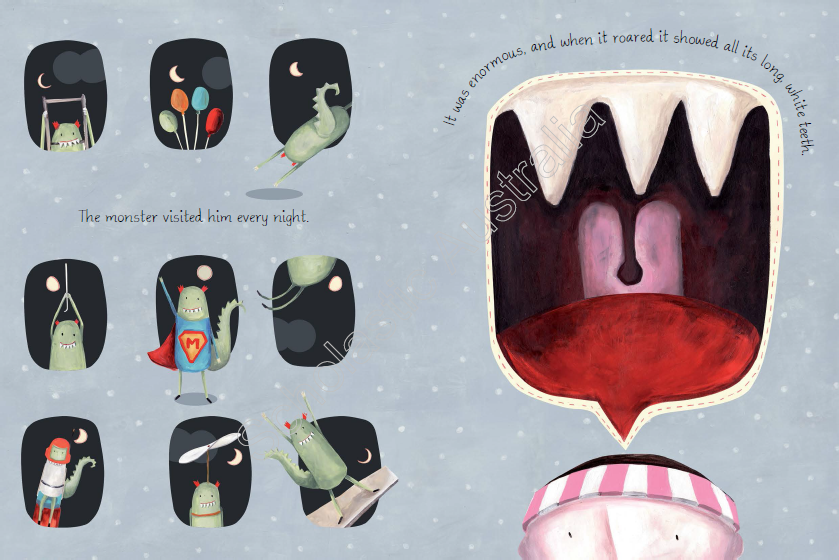 The monster visited him every night.
M
It was enormous, and when it roared it showed all its long, white teeth.